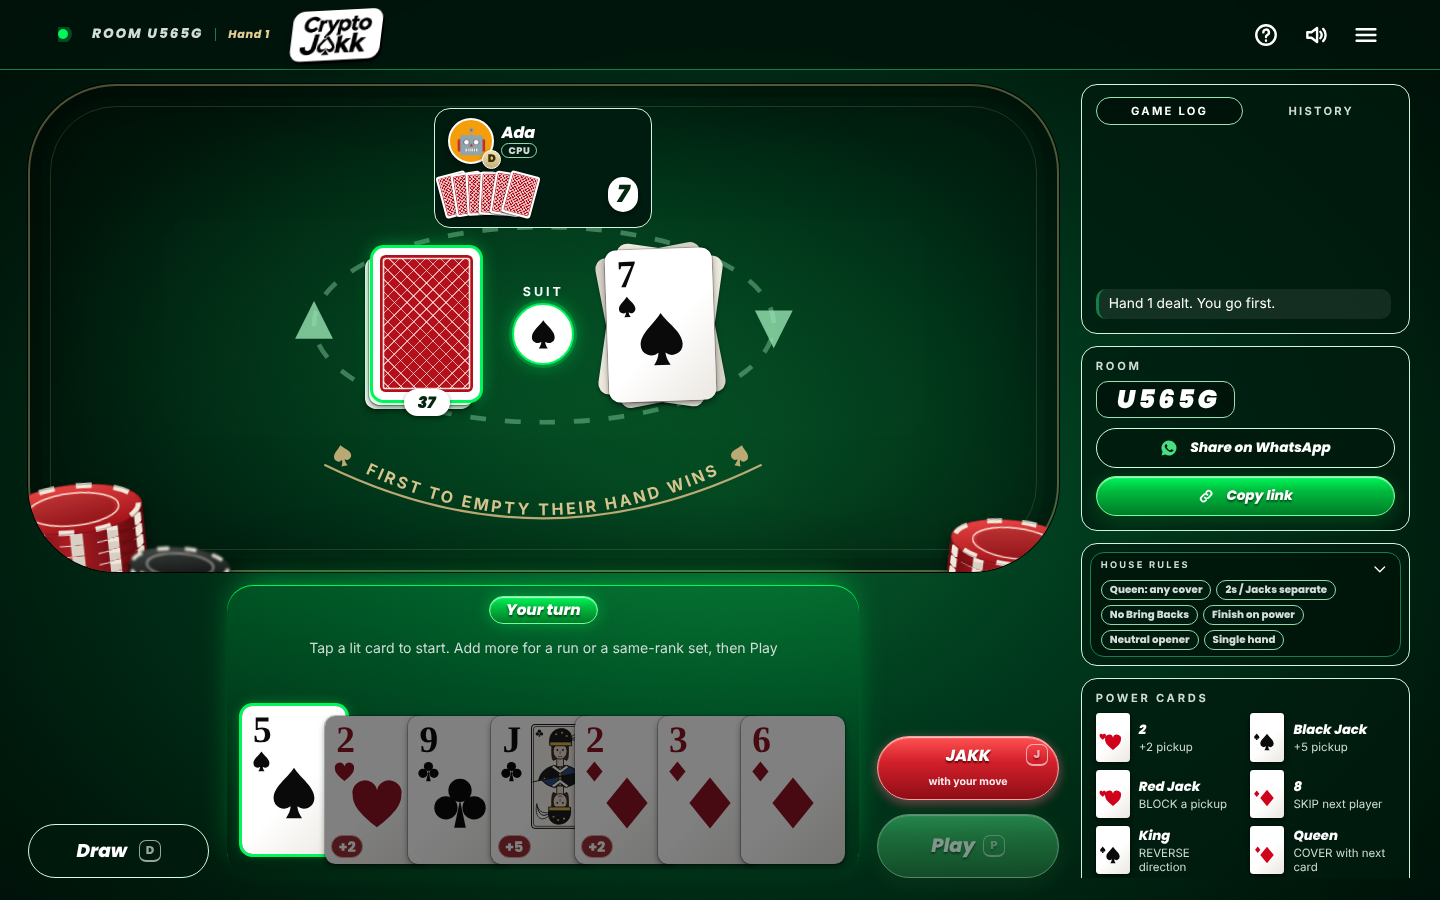 ROOM U565G
Hand 1
Crypto
Jakk
Ada
CPU
D
7
SUIT
7
37
FIRST TO EMPTY THEIR HAND WINS
Your turn
Tap a lit card to start. Add more for a run or a same-rank set, then Play
5
2
+2
9
J
+5
2
+2
3
6
Draw D
JAKK J
with your move
Play P
GAME LOG
HISTORY
Hand 1 dealt. You go first.
ROOM
U565G
Share on WhatsApp
Copy link
HOUSE RULES
Queen: any cover
2s / Jacks separate
No Bring Backs
Finish on power
Neutral opener
Single hand
POWER CARDS
2
+2 pickup
Black Jack
+5 pickup
Red Jack
BLOCK a pickup
8
SKIP next player
King
REVERSE
direction
Queen
COVER with next
card